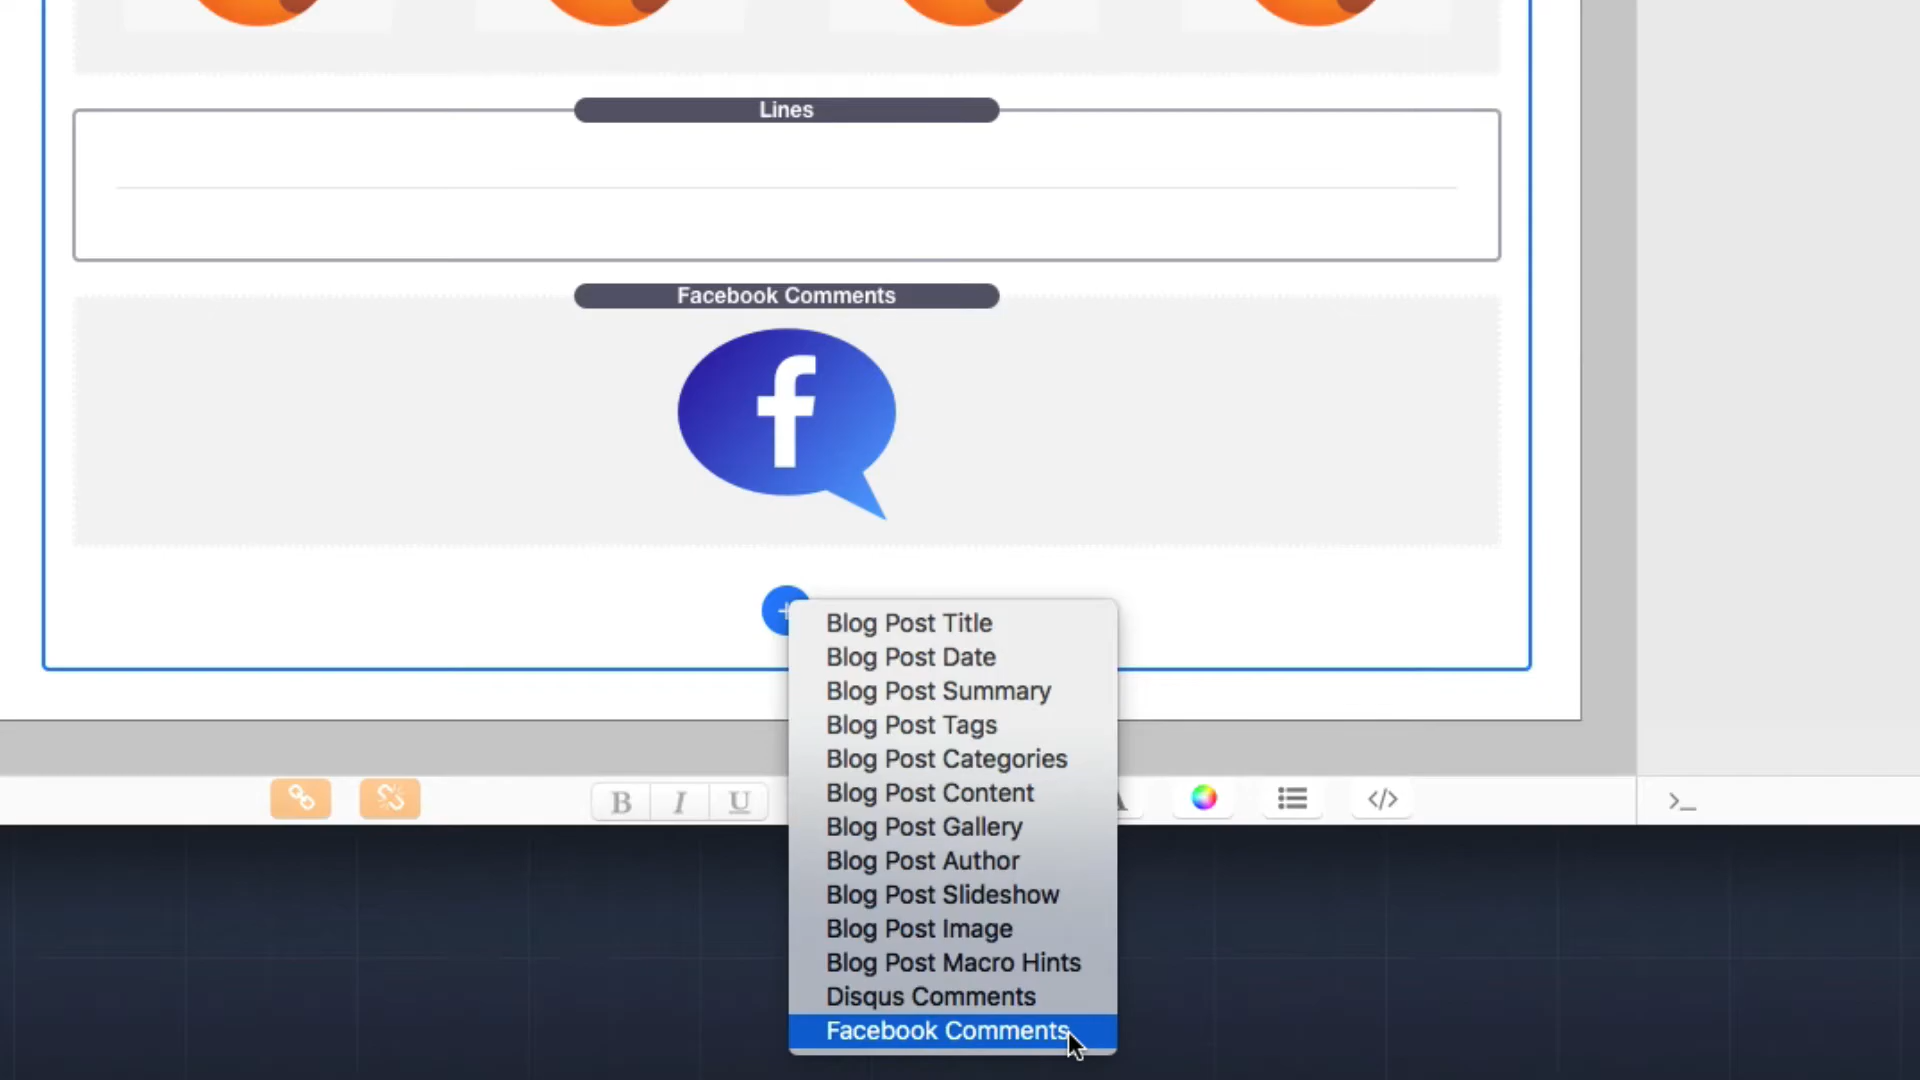 Lines
Facebook Comments
f
+
Blog Post Title
Blog Post Date
Blog Post Summary
Blog Post Tags
Blog Post Categories
Blog Post Content
B I U
</>
>_
Blog Post Gallery
Blog Post Author
Blog Post Slideshow
Blog Post Image
Blog Post Macro Hints
Disqus Comments
Facebook Comments